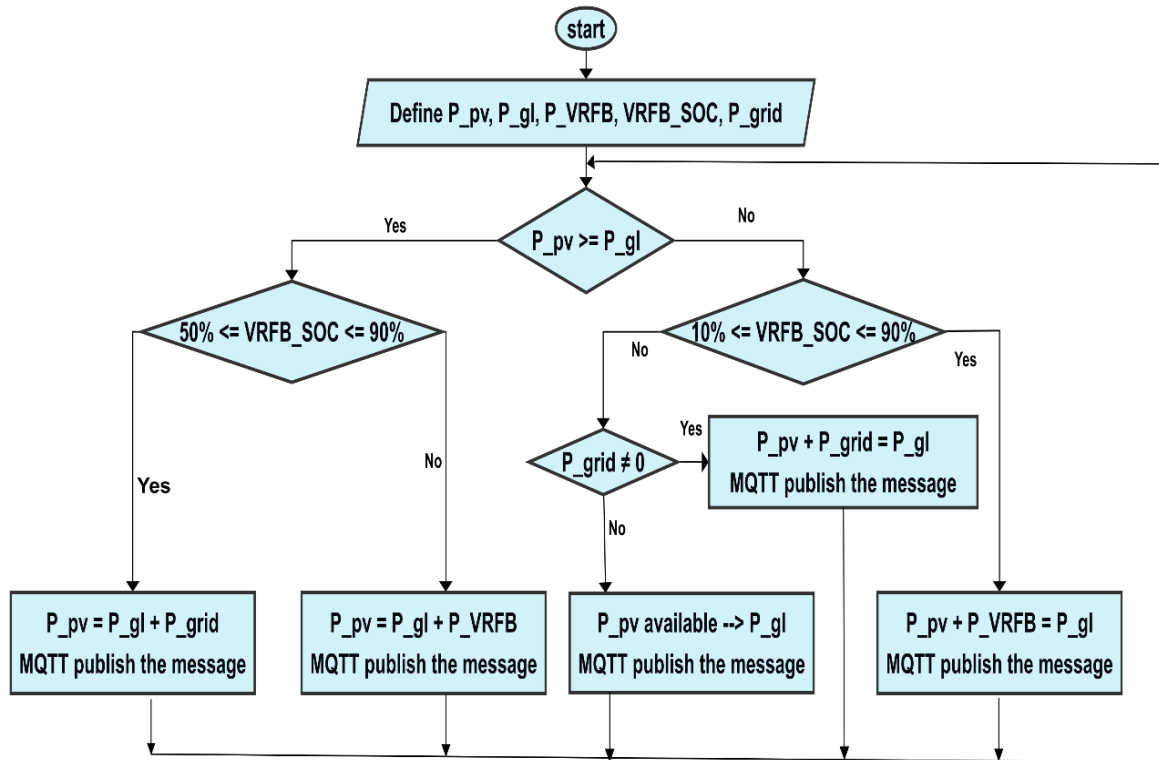 start
Define P_pv, P_gl, P_VRFB, VRFB_SOC, P_grid
Yes
No
P_pv >= P_gl
50% <= VRFB_SOC <= 90%
10% <= VRFB_SOC <= 90%
No
Yes
Yes
No
P_grid ≠ 0
Yes
P_pv + P_grid = P_gl
MQTT publish the message
No
P_pv = P_gl + P_grid
MQTT publish the message
P_pv = P_gl + P_VRFB
MQTT publish the message
P_pv available --> P_gl
MQTT publish the message
P_pv + P_VRFB = P_gl
MQTT publish the message